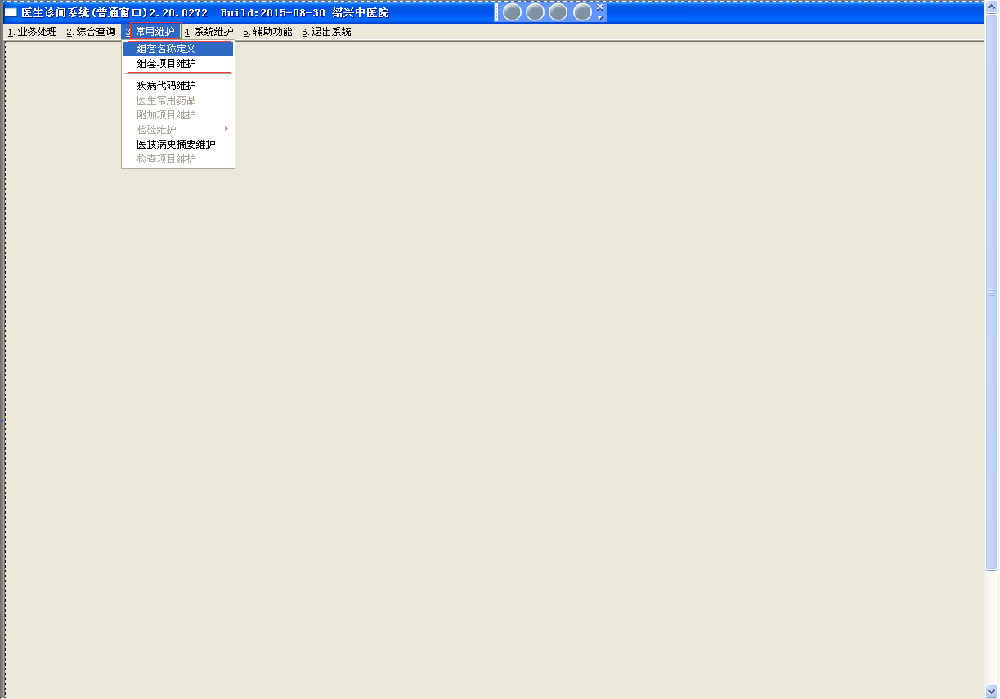 医生诊间系统(普通窗口)2.20.0272  Build:2015-08-30 绍兴中医院
1.业务处理 2.综合查询 3.常用维护 4.系统维护 5.辅助功能 6.退出系统
组套名称定义
组套项目维护
疾病代码维护
医生常用药品
附加项目维护
检验维护
医技病史摘要维护
检查项目维护